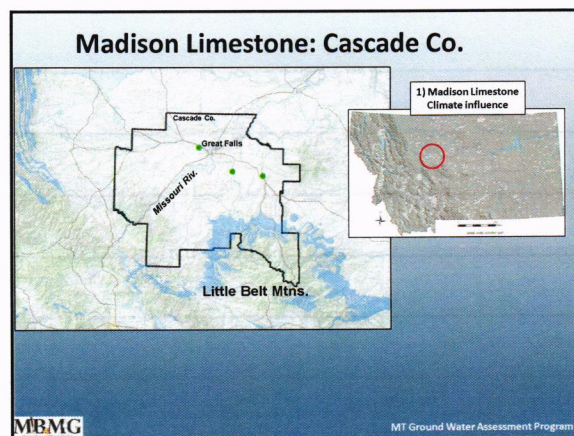 Madison Limestone: Cascade Co.
1) Madison Limestone
Climate influence
Cascade Co.
Great Falls
Missouri Riv.
Little Belt Mtns.
MBMG
MT Ground Water Assessment Program